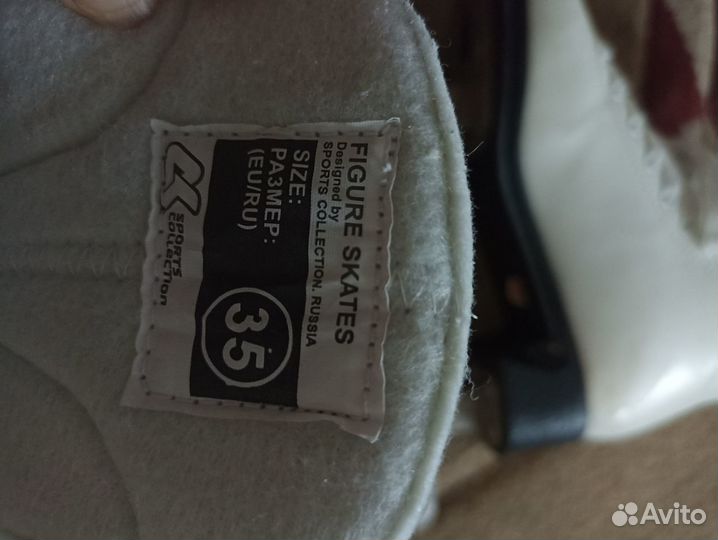 FIGURE SKATES
Designed by
SPORTS COLLECTION. RUSSIA
SIZE:
РАЗМЕР:
(EU/RU)
35
SPORTS
COLLECTION
Avito